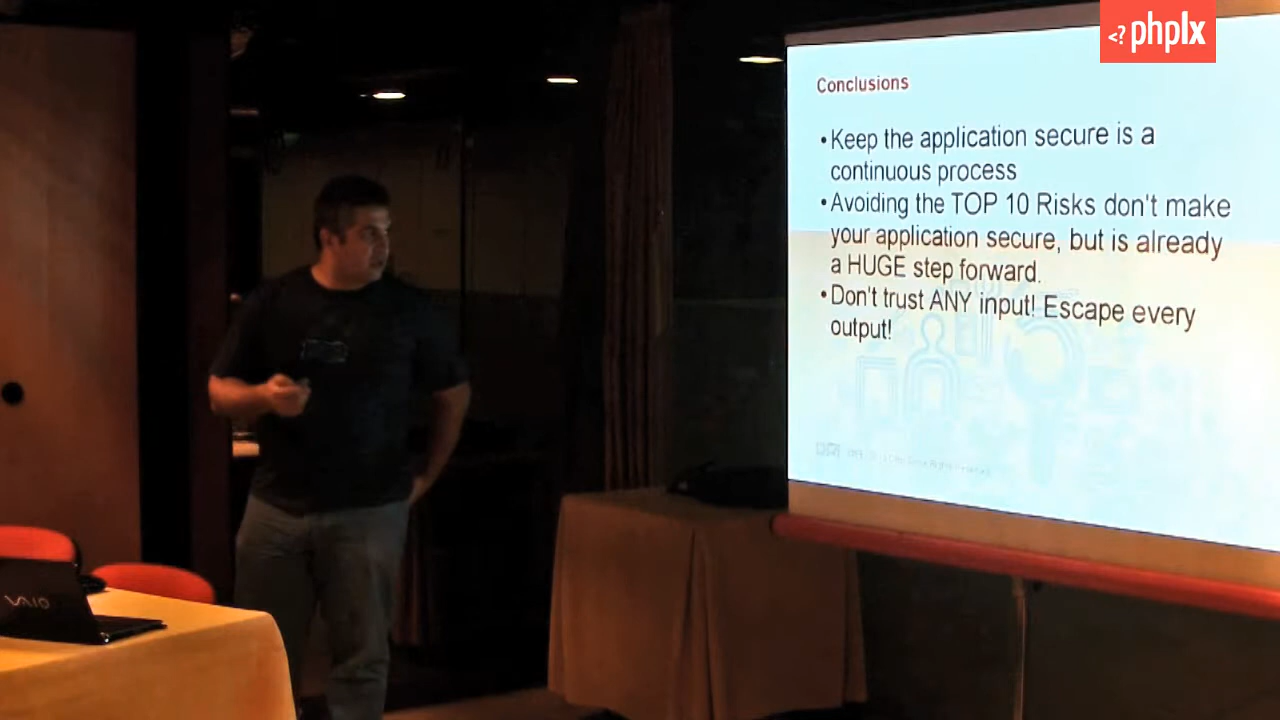 <? phplx
Conclusions
•Keep the application secure is a
continuous process
•Avoiding the TOP 10 Risks don't make
your application secure, but is already
a HUGE step forward.
•Don't trust ANY input! Escape every
output!
VAIO